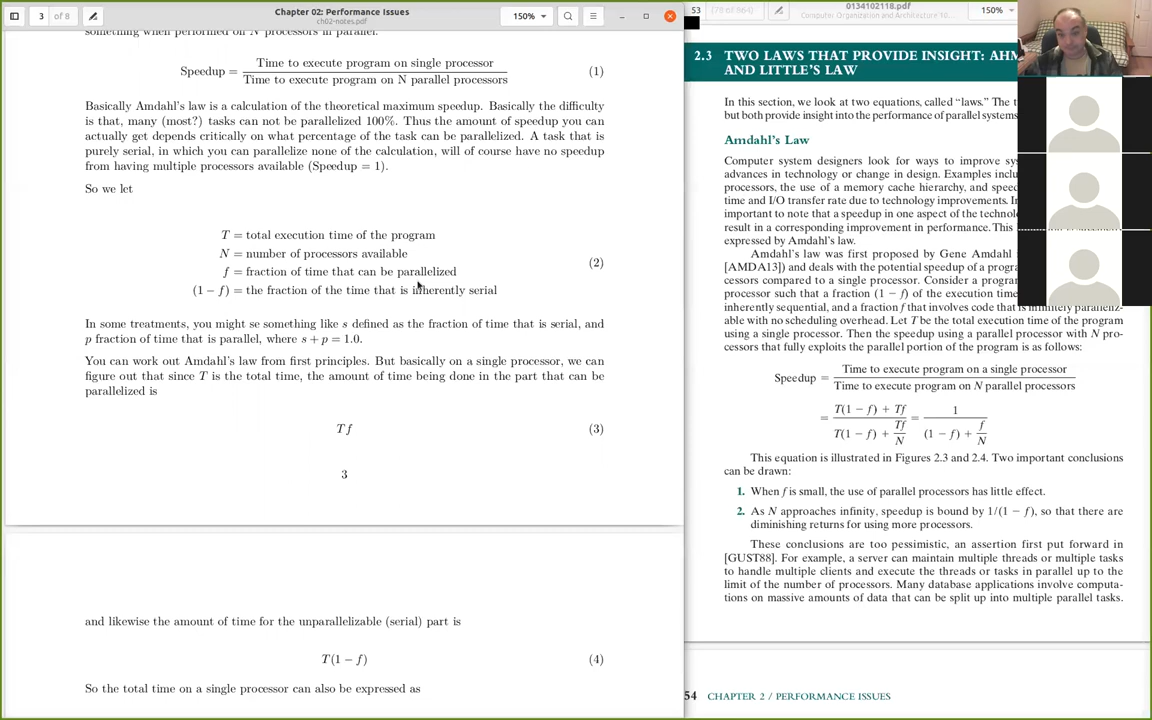 3 of 8
Chapter 02: Performance Issues
ch02-notes.pdf
150%
something when performed on N processors in parallel.
Speedup = Time to execute program on single processor / Time to execute program on N parallel processors (1)
Basically Amdahl's law is a calculation of the theoretical maximum speedup. Basically the difficulty
is that, many (most?) tasks can not be parallelized 100%. Thus the amount of speedup you can
actually get depends critically on what percentage of the task can be parallelized. A task that is
purely serial, in which you can parallelize none of the calculation, will of course have no speedup
from having multiple processors available (Speedup = 1).
So we let
T = total execution time of the program
N = number of processors available
f = fraction of time that can be parallelized
(1 − f) = the fraction of the time that is inherently serial
(2)
In some treatments, you might se something like s defined as the fraction of time that is serial, and
p fraction of time that is parallel, where s + p = 1.0.
You can work out Amdahl's law from first principles. But basically on a single processor, we can
figure out that since T is the total time, the amount of time being done in the part that can be
parallelized is
Tf (3)
3
and likewise the amount of time for the unparallelizable (serial) part is
T(1 − f) (4)
So the total time on a single processor can also be expressed as
53 (78 of 864)
0134102118.pdf
Computer Organization and Architecture 10...
150%
2.3 TWO LAWS THAT PROVIDE INSIGHT: AHM
AND LITTLE'S LAW
In this section, we look at two equations, called "laws." The t
but both provide insight into the performance of parallel systems
Amdahl's Law
Computer system designers look for ways to improve sys
advances in technology or change in design. Examples inclu
processors, the use of a memory cache hierarchy, and speed
time and I/O transfer rate due to technology improvements. In
important to note that a speedup in one aspect of the technol
result in a corresponding improvement in performance. This
expressed by Amdahl's law.
Amdahl's law was first proposed by Gene Amdahl i
[AMDA13]) and deals with the potential speedup of a progra
cessors compared to a single processor. Consider a program
processor such that a fraction (1 − f) of the execution time
inherently sequential, and a fraction f that involves code that is infinitely paralleliz-
able with no scheduling overhead. Let T be the total execution time of the program
using a single processor. Then the speedup using a parallel processor with N pro-
cessors that fully exploits the parallel portion of the program is as follows:
Speedup = Time to execute program on a single processor / Time to execute program on N parallel processors
= T(1 − f) + Tf / T(1 − f) + Tf/N = 1 / (1 − f) + f/N
This equation is illustrated in Figures 2.3 and 2.4. Two important conclusions
can be drawn:
1. When f is small, the use of parallel processors has little effect.
2. As N approaches infinity, speedup is bound by 1/(1 − f), so that there are
diminishing returns for using more processors.
These conclusions are too pessimistic, an assertion first put forward in
[GUST88]. For example, a server can maintain multiple threads or multiple tasks
to handle multiple clients and execute the threads or tasks in parallel up to the
limit of the number of processors. Many database applications involve computa-
tions on massive amounts of data that can be split up into multiple parallel tasks.
54 CHAPTER 2 / PERFORMANCE ISSUES